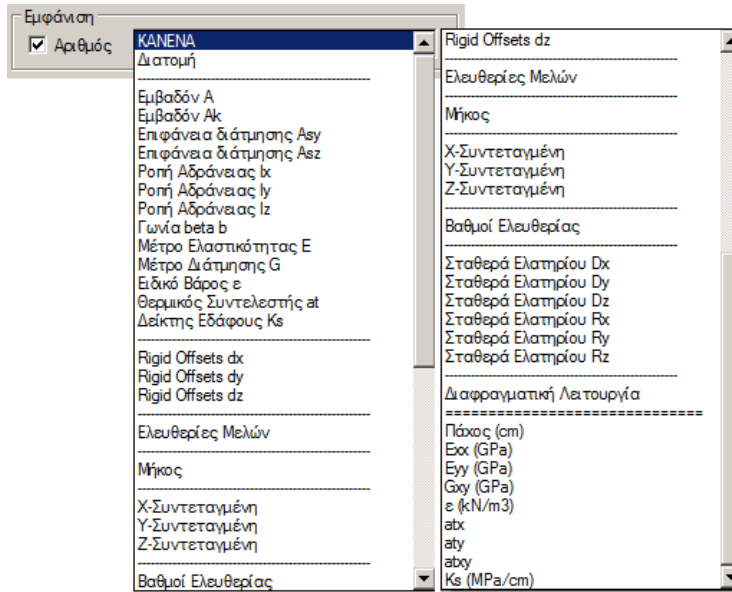 Εμφάνιση
Αριθμός
ΚΑΝΕΝΑ
Διατομή
Εμβαδόν A
Εμβαδόν Ak
Επιφάνεια διάτμησης Asy
Επιφάνεια διάτμησης Asz
Ροπή Αδράνειας Ix
Ροπή Αδράνειας Iy
Ροπή Αδράνειας Iz
Γωνία beta b
Μέτρο Ελαστικότητας E
Μέτρο Διάτμησης G
Ειδικό Βάρος ε
Θερμικός Συντελεστής at
Δείκτης Εδάφους Ks
Rigid Offsets dx
Rigid Offsets dy
Rigid Offsets dz
Ελευθερίες Μελών
Μήκος
X-Συντεταγμένη
Y-Συντεταγμένη
Z-Συντεταγμένη
Βαθμοί Ελευθερίας
Rigid Offsets dz
Ελευθερίες Μελών
Μήκος
X-Συντεταγμένη
Y-Συντεταγμένη
Z-Συντεταγμένη
Βαθμοί Ελευθερίας
Σταθερά Ελατηρίου Dx
Σταθερά Ελατηρίου Dy
Σταθερά Ελατηρίου Dz
Σταθερά Ελατηρίου Rx
Σταθερά Ελατηρίου Ry
Σταθερά Ελατηρίου Rz
Διαφραγματική Λειτουργία
==============================
Πάχος (cm)
Exx (GPa)
Eyy (GPa)
Gxy (GPa)
ε (kN/m3)
atx
aty
atxy
Ks (MPa/cm)